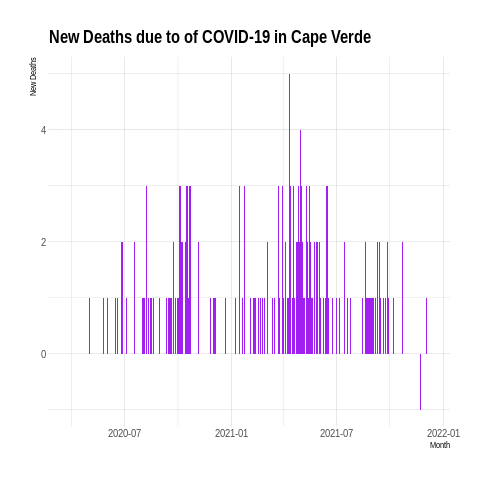 New Deaths due to of COVID-19 in Cape Verde
New Deaths
4
2
0
2020-07 2021-01 2021-07 2022-01
Month